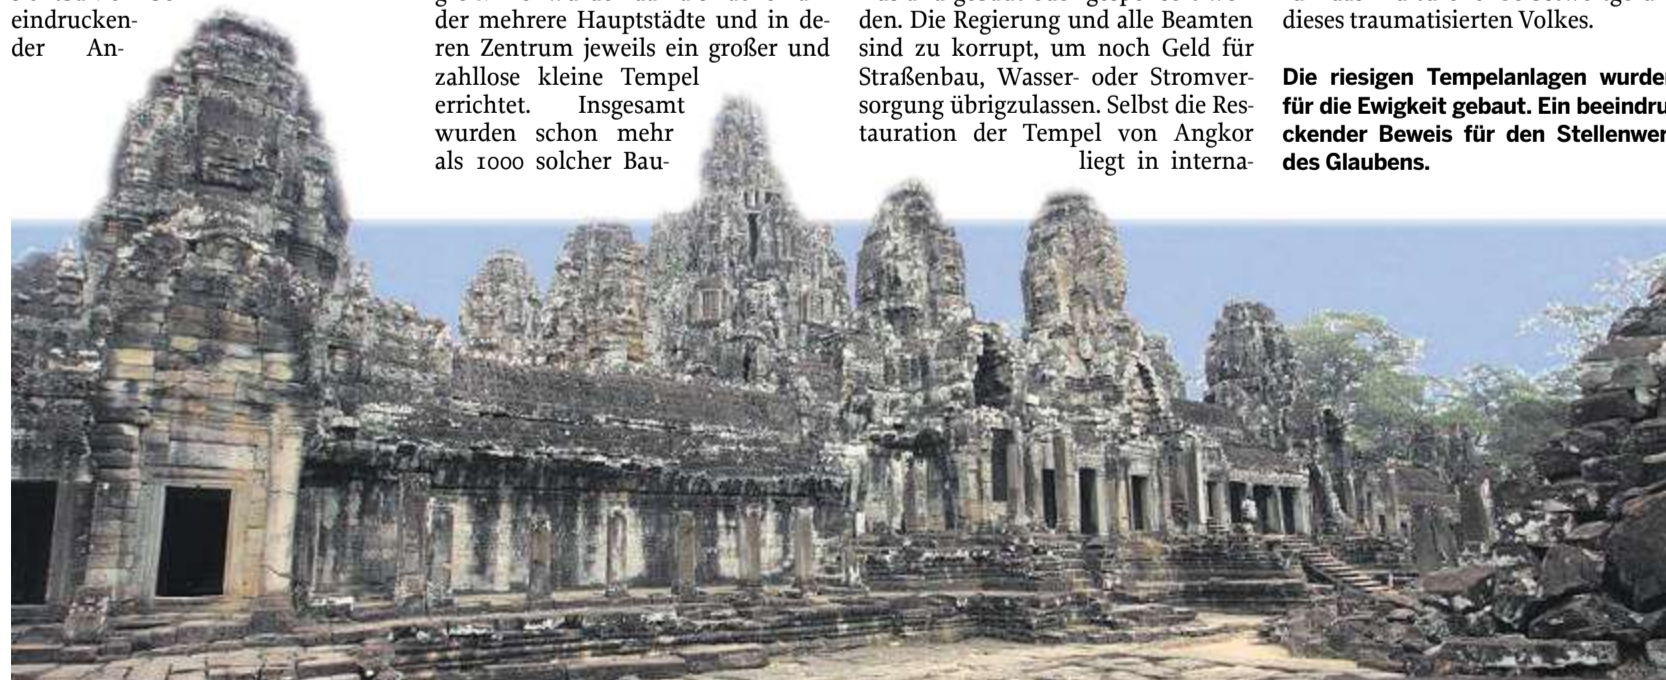 eindrucken-
der An-
der mehrere Hauptstädte und in de-
ren Zentrum jeweils ein großer und
zahllose kleine Tempel
errichtet. Insgesamt
wurden schon mehr
als 1000 solcher Bau-
den. Die Regierung und alle Beamten
sind zu korrupt, um noch Geld für
Straßenbau, Wasser- oder Stromver-
sorgung übrigzulassen. Selbst die Res-
tauration der Tempel von Angkor
liegt in interna-
dieses traumatisierten Volkes.
Die riesigen Tempelanlagen wurden
für die Ewigkeit gebaut. Ein beeindru-
ckender Beweis für den Stellenwert
des Glaubens.